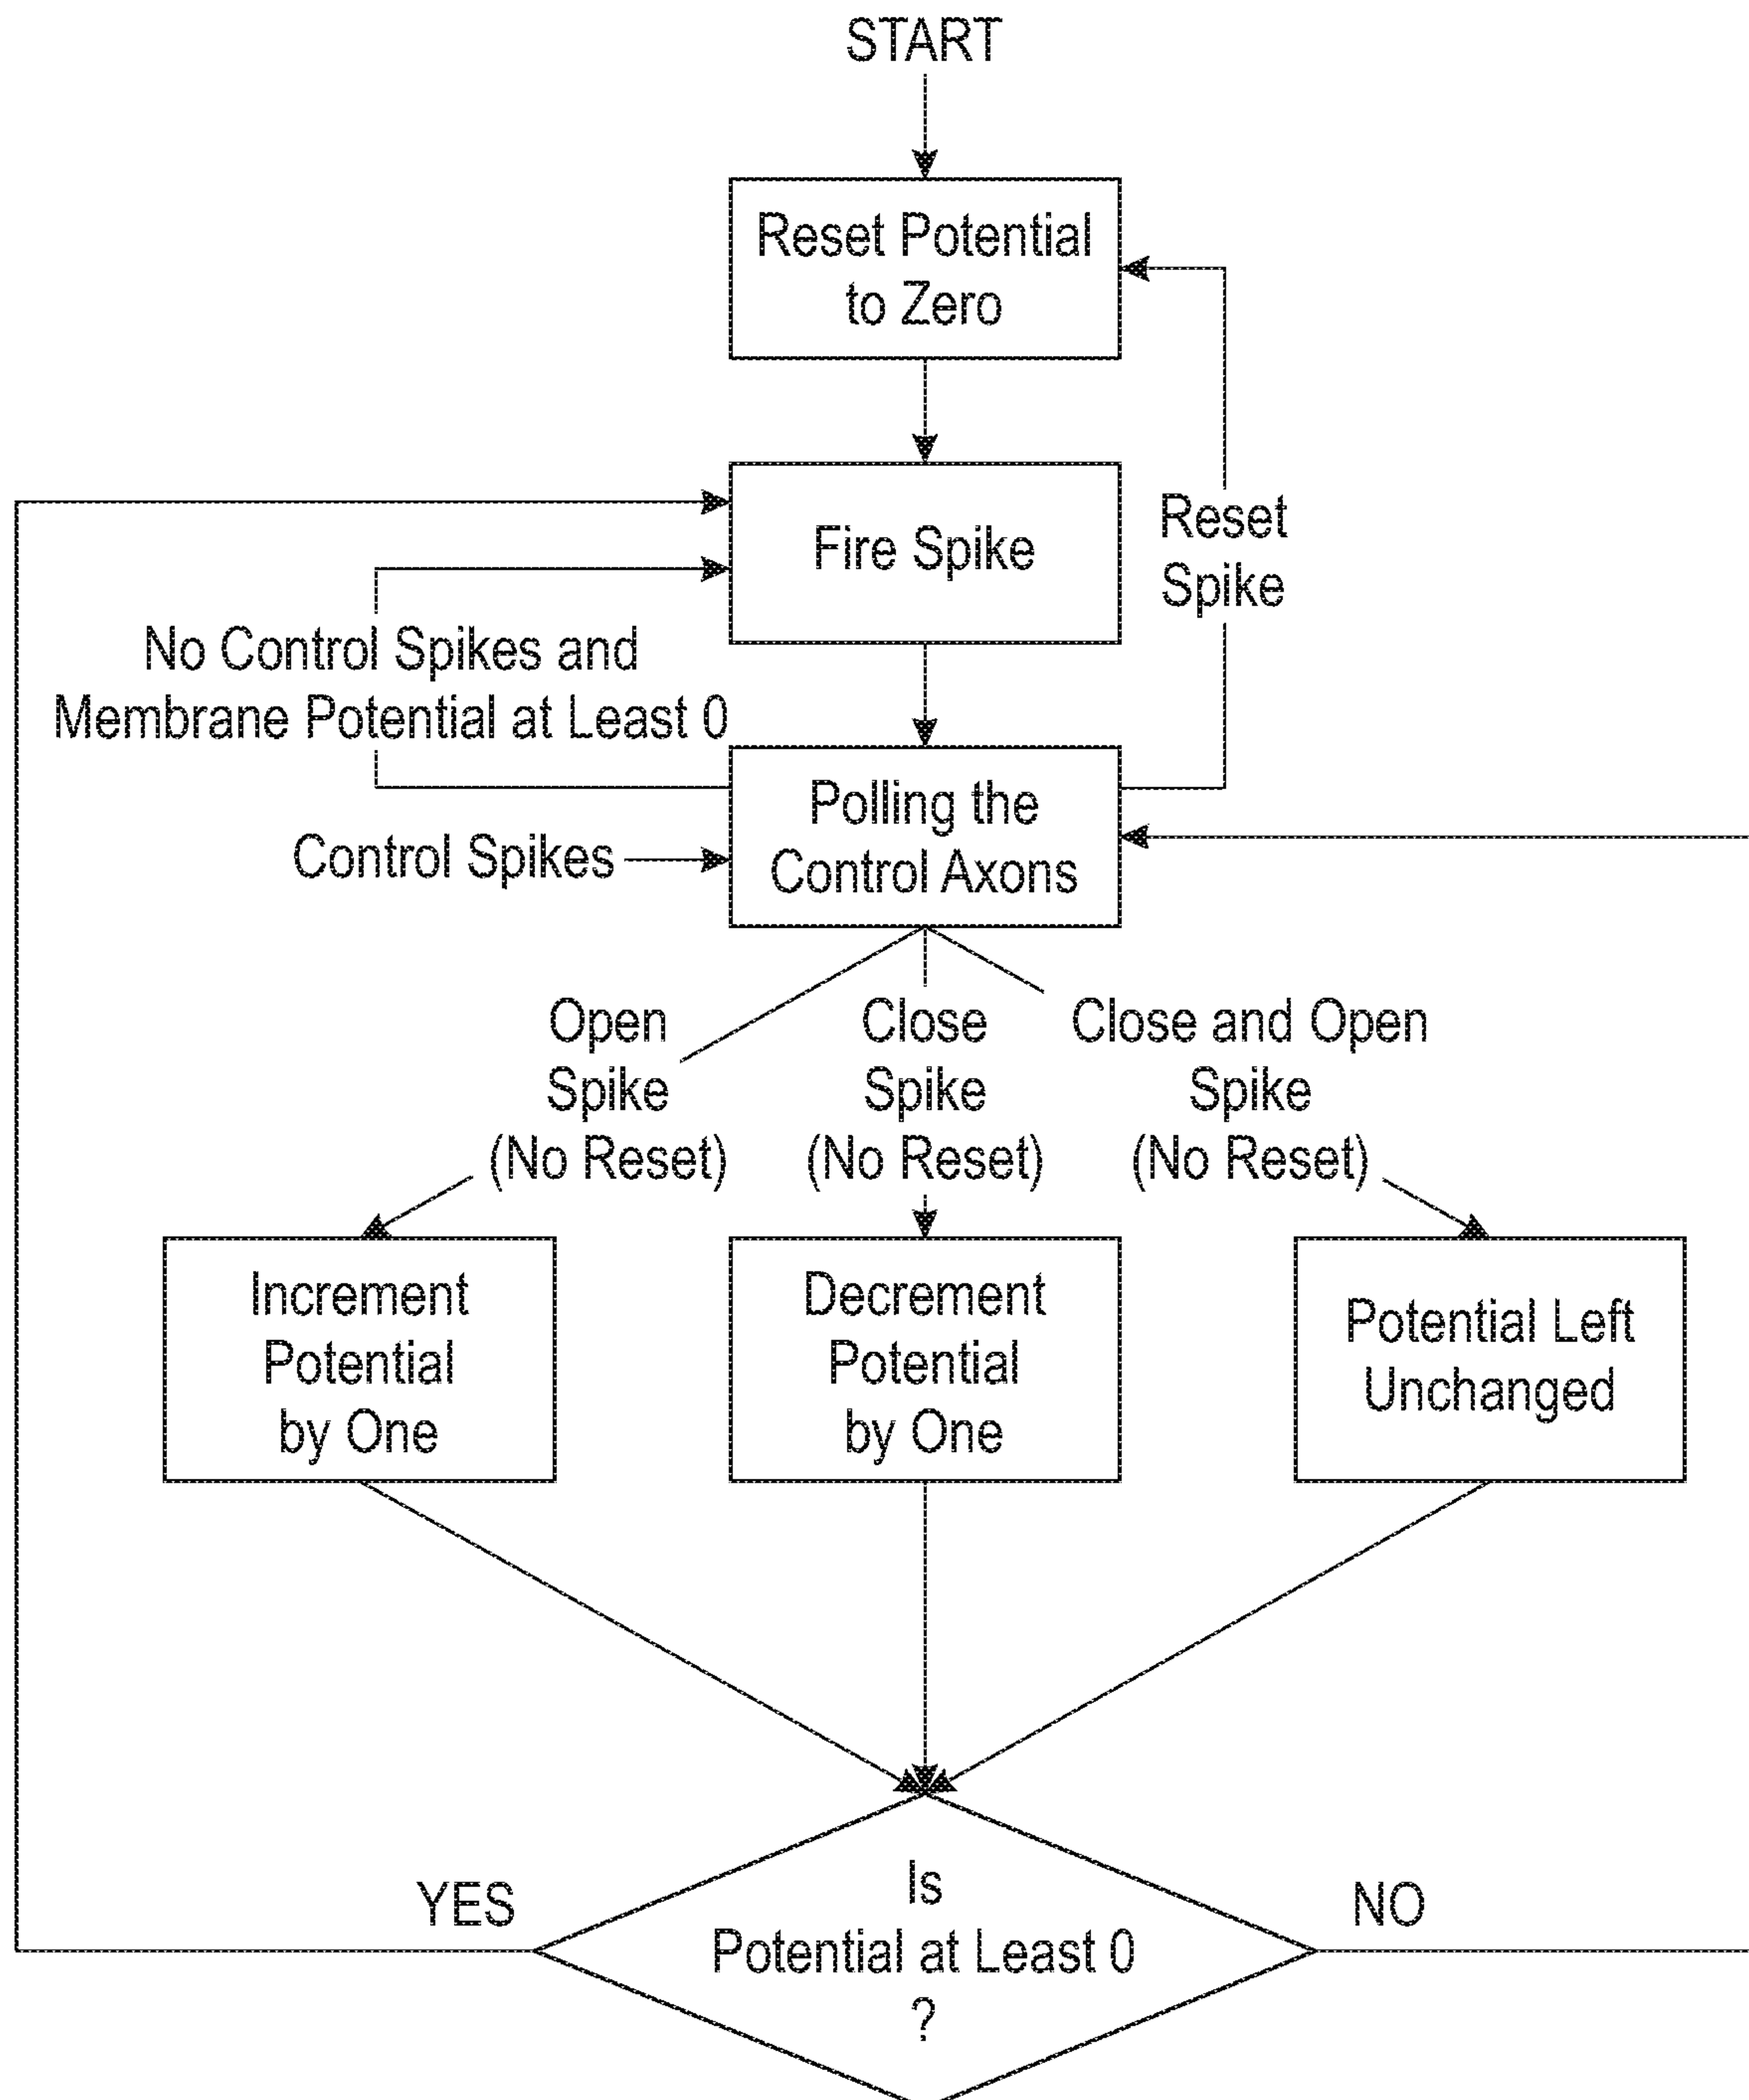 START
Reset Potential
to Zero
Fire Spike
Reset
Spike
No Control Spikes and
Membrane Potential at Least 0
Polling the
Control Axons
Control Spikes
Open
Spike
(No Reset)
Close
Spike
(No Reset)
Close and Open
Spike
(No Reset)
Increment
Potential
by One
Decrement
Potential
by One
Potential Left
Unchanged
YES
Is
Potential at Least 0
?
NO